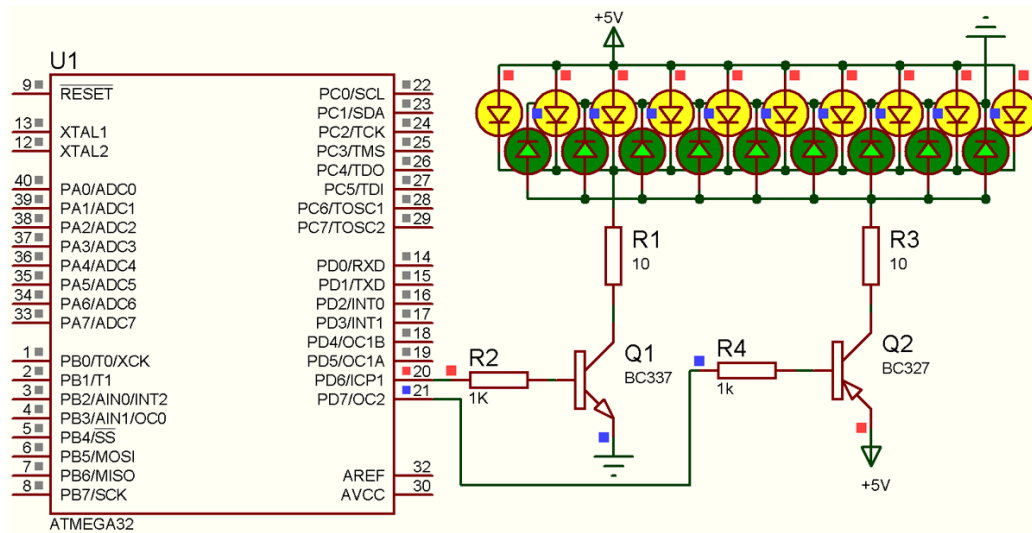 U1
9 RESET
13 XTAL1
12 XTAL2
40 PA0/ADC0
39 PA1/ADC1
38 PA2/ADC2
37 PA3/ADC3
36 PA4/ADC4
35 PA5/ADC5
34 PA6/ADC6
33 PA7/ADC7
1 PB0/T0/XCK
2 PB1/T1
3 PB2/AIN0/INT2
4 PB3/AIN1/OC0
5 PB4/SS
6 PB5/MOSI
7 PB6/MISO
8 PB7/SCK
PC0/SCL 22
PC1/SDA 23
PC2/TCK 24
PC3/TMS 25
PC4/TDO 26
PC5/TDI 27
PC6/TOSC1 28
PC7/TOSC2 29
PD0/RXD 14
PD1/TXD 15
PD2/INT0 16
PD3/INT1 17
PD4/OC1B 18
PD5/OC1A 19
PD6/ICP1 20
PD7/OC2 21
AREF 32
AVCC 30
ATMEGA32
+5V
R1
10
R3
10
R2
1K
Q1
BC337
R4
1k
Q2
BC327
+5V